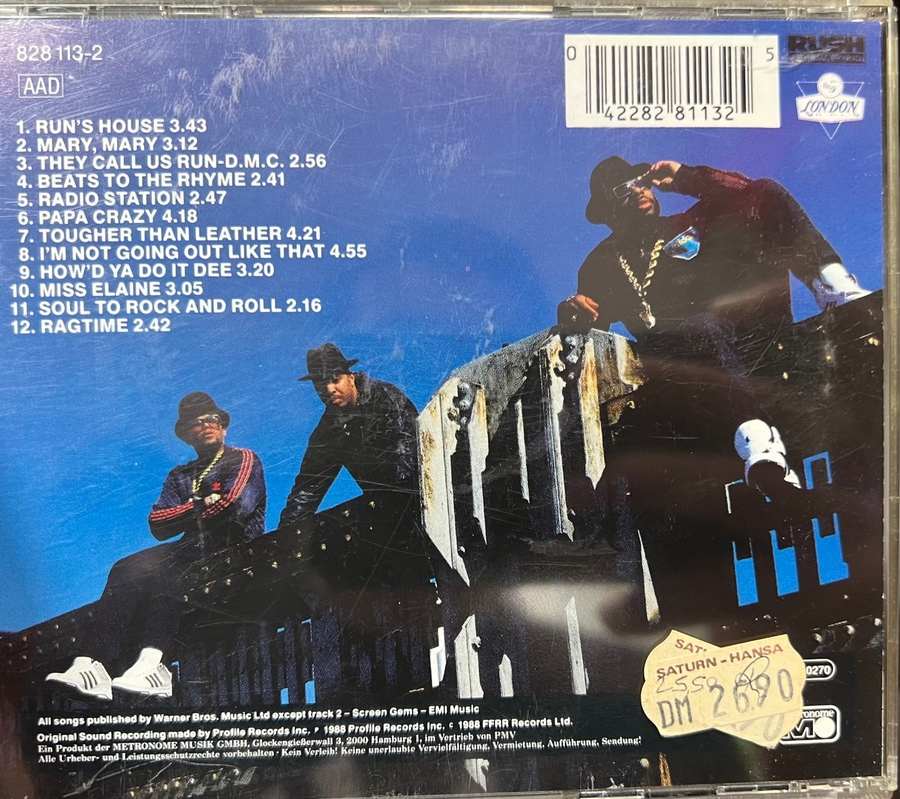 828 113-2
AAD
1. RUN'S HOUSE 3.43
2. MARY, MARY 3.12
3. THEY CALL US RUN-D.M.C. 2.56
4. BEATS TO THE RHYME 2.41
5. RADIO STATION 2.47
6. PAPA CRAZY 4.18
7. TOUGHER THAN LEATHER 4.21
8. I'M NOT GOING OUT LIKE THAT 4.55
9. HOW'D YA DO IT DEE 3.20
10. MISS ELAINE 3.05
11. SOUL TO ROCK AND ROLL 2.16
12. RAGTIME 2.42
0 42282 81132 5
RUSH
LONDON
SATURN-HANSA
DM 26.90
0270
All songs published by Warner Bros. Music Ltd except track 2 – Screen Gems – EMI Music
Original Sound Recording made by Profile Records Inc. ℗ 1988 Profile Records Inc. © 1988 FFRR Records Ltd.
Ein Produkt der METRONOME MUSIK GMBH, Glockengießerwall 3, 2000 Hamburg 1, im Vertrieb von PMV
Alle Urheber- und Leistungsschutzrechte vorbehalten · Kein Verleih! Keine unerlaubte Vervielfältigung, Vermietung, Aufführung, Sendung!